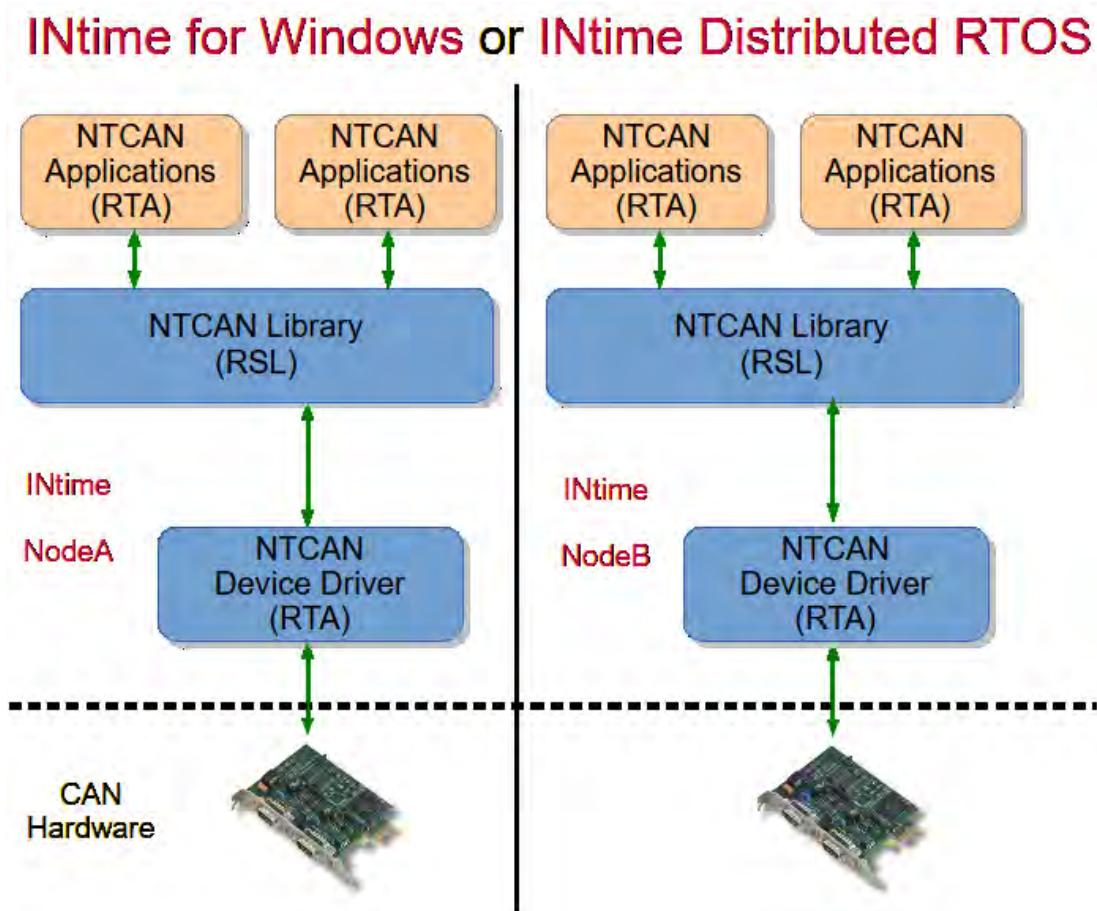 INtime for Windows or INtime Distributed RTOS
NTCAN
Applications
(RTA)
NTCAN
Applications
(RTA)
NTCAN Library
(RSL)
INtime
NodeA
NTCAN
Device Driver
(RTA)
NTCAN
Applications
(RTA)
NTCAN
Applications
(RTA)
NTCAN Library
(RSL)
INtime
NodeB
NTCAN
Device Driver
(RTA)
CAN
Hardware